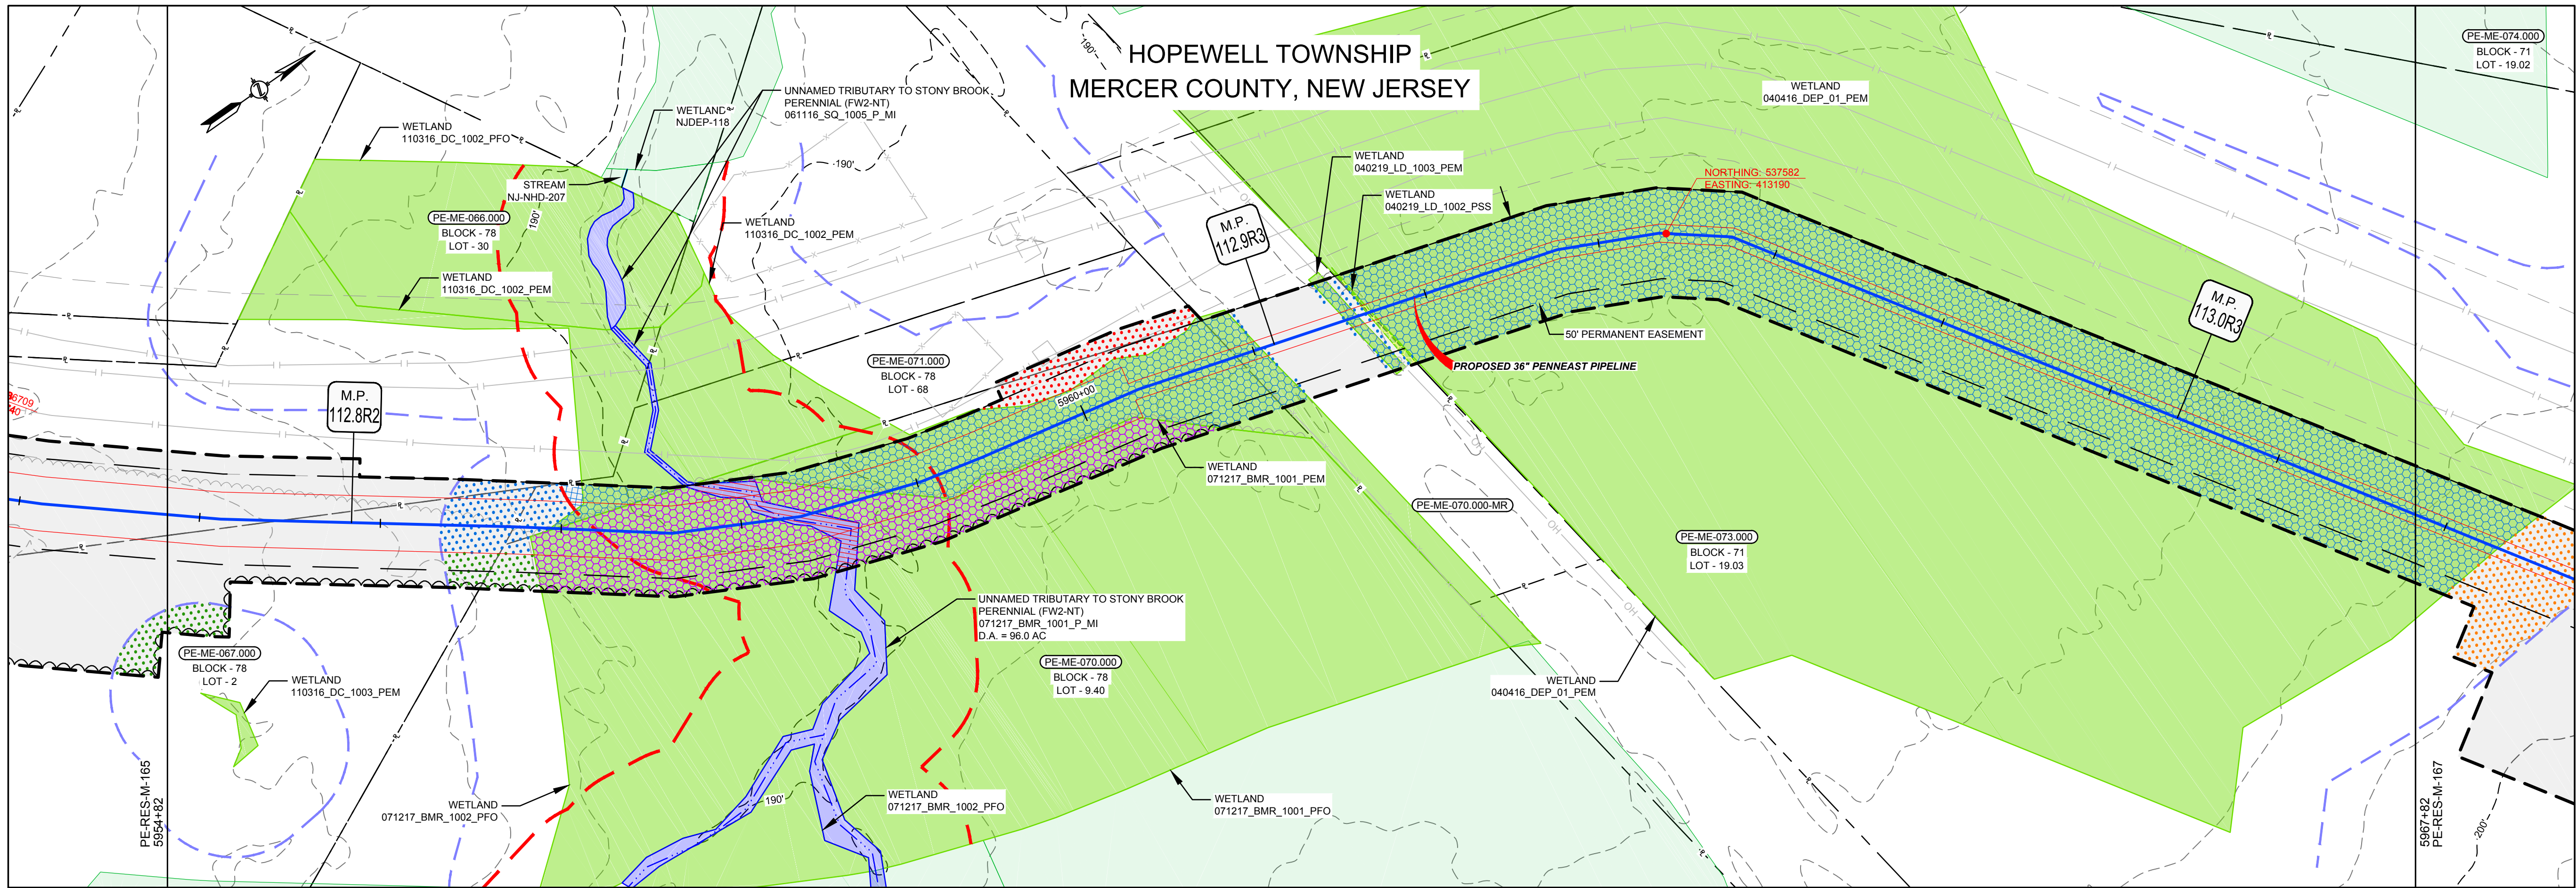 HOPEWELL TOWNSHIP
MERCER COUNTY, NEW JERSEY
PE-ME-074.000
BLOCK - 71
LOT - 19.02
UNNAMED TRIBUTARY TO STONY BROOK
PERENNIAL (FW2-NT)
061116_SQ_1005_P_MI
WETLAND
NJDEP-118
WETLAND
110316_DC_1002_PFO
STREAM
NJ-NHD-207
PE-ME-066.000
BLOCK - 78
LOT - 30
190'
190'
190'
WETLAND
110316_DC_1002_PEM
WETLAND
110316_DC_1002_PEM
WETLAND
040416_DEP_01_PEM
WETLAND
040219_LD_1003_PEM
WETLAND
040219_LD_1002_PSS
NORTHING: 537582
EASTING: 413190
M.P.
112.9R3
M.P.
113.0R3
50' PERMANENT EASEMENT
PROPOSED 36" PENNEAST PIPELINE
PE-ME-071.000
BLOCK - 78
LOT - 68
M.P.
112.8R2
5960+00
WETLAND
071217_BMR_1001_PEM
PE-ME-070.000-MR
OH
OH
OH
OH
PE-ME-073.000
BLOCK - 71
LOT - 19.03
UNNAMED TRIBUTARY TO STONY BROOK
PERENNIAL (FW2-NT)
071217_BMR_1001_P_MI
D.A. = 96.0 AC
PE-ME-067.000
BLOCK - 78
LOT - 2
WETLAND
110316_DC_1003_PEM
PE-ME-070.000
BLOCK - 78
LOT - 9.40
WETLAND
040416_DEP_01_PEM
WETLAND
071217_BMR_1002_PFO
190'
WETLAND
071217_BMR_1002_PFO
WETLAND
071217_BMR_1001_PFO
PE-RES-M-165
5954+82
5967+82
PE-RES-M-167
200'